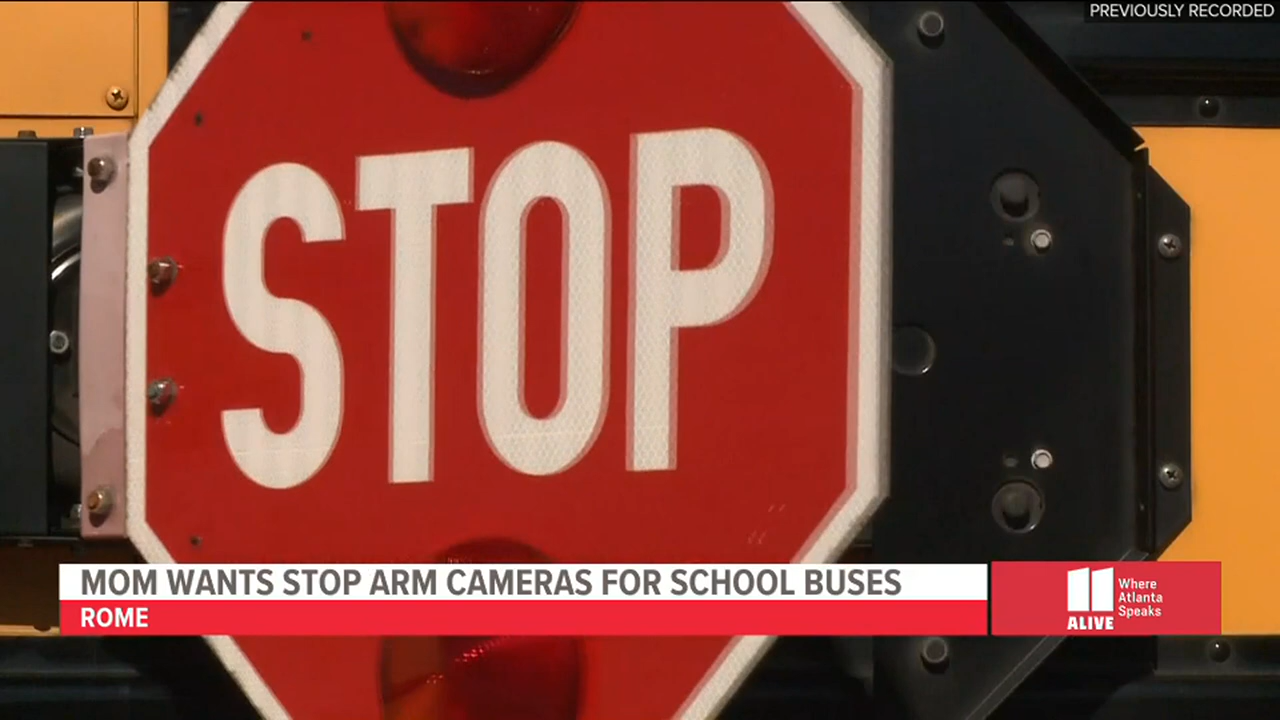 PREVIOUSLY RECORDED
STOP
MOM WANTS STOP ARM CAMERAS FOR SCHOOL BUSES
ROME
11
ALIVE
Where
Atlanta
Speaks